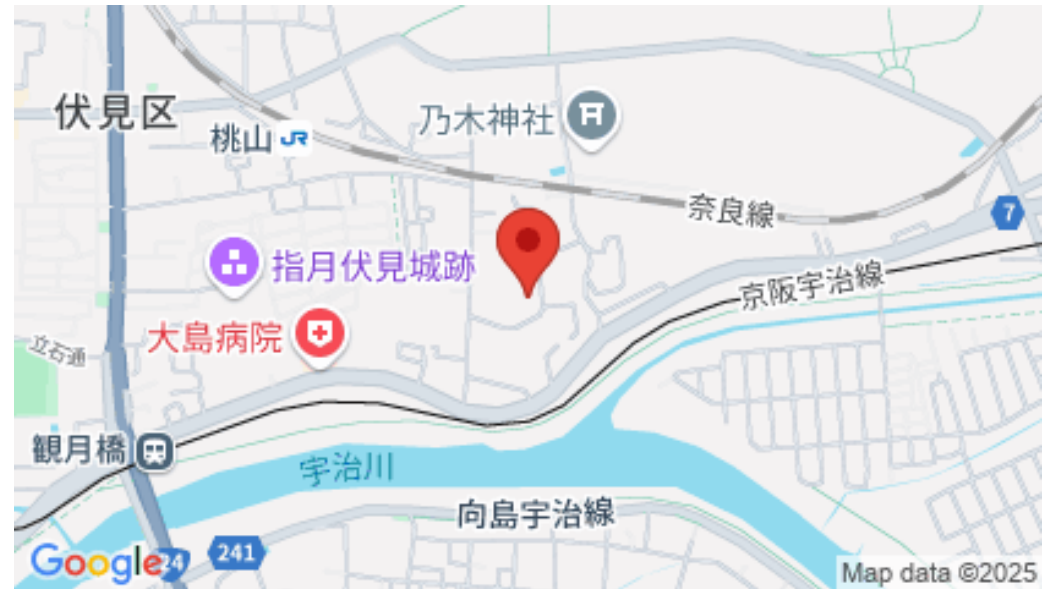 伏見区
桃山
JR
乃木神社
奈良線
7
指月伏見城跡
京阪宇治線
大島病院
立石通
観月橋
宇治川
向島宇治線
241
24
Google
Map data ©2025